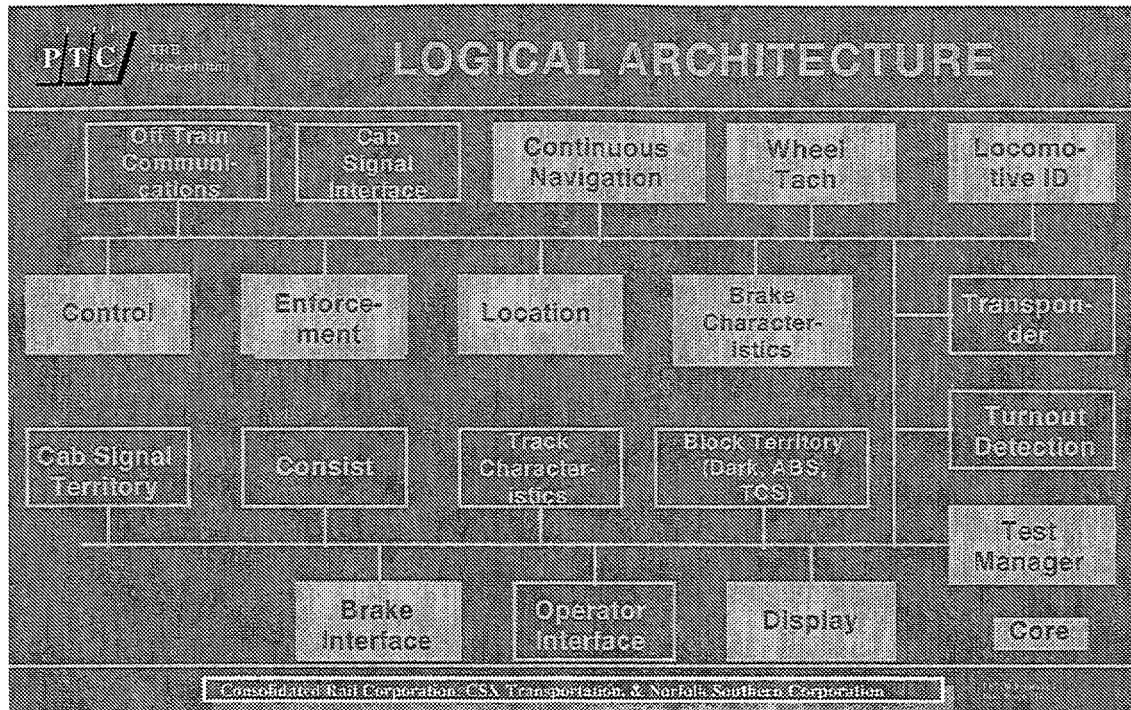 PTC
LOGICAL ARCHITECTURE
Off Train
Communi-
cations
Cab
Signal
Interface
Continuous
Navigation
Wheel
Tach
Locomo-
tive ID
Control
Enforce-
ment
Location
Brake
Character-
istics
Transpon-
der
Turnout
Detection
Cab Signal
Territory
Consist
Track
Character-
istics
Block Territory
(Dark, ABS,
TCS)
Test
Manager
Brake
Interface
Operator
Interface
Display
Core
Consolidated Rail Corporation, CSX Transportation, & Norfolk Southern Corporation